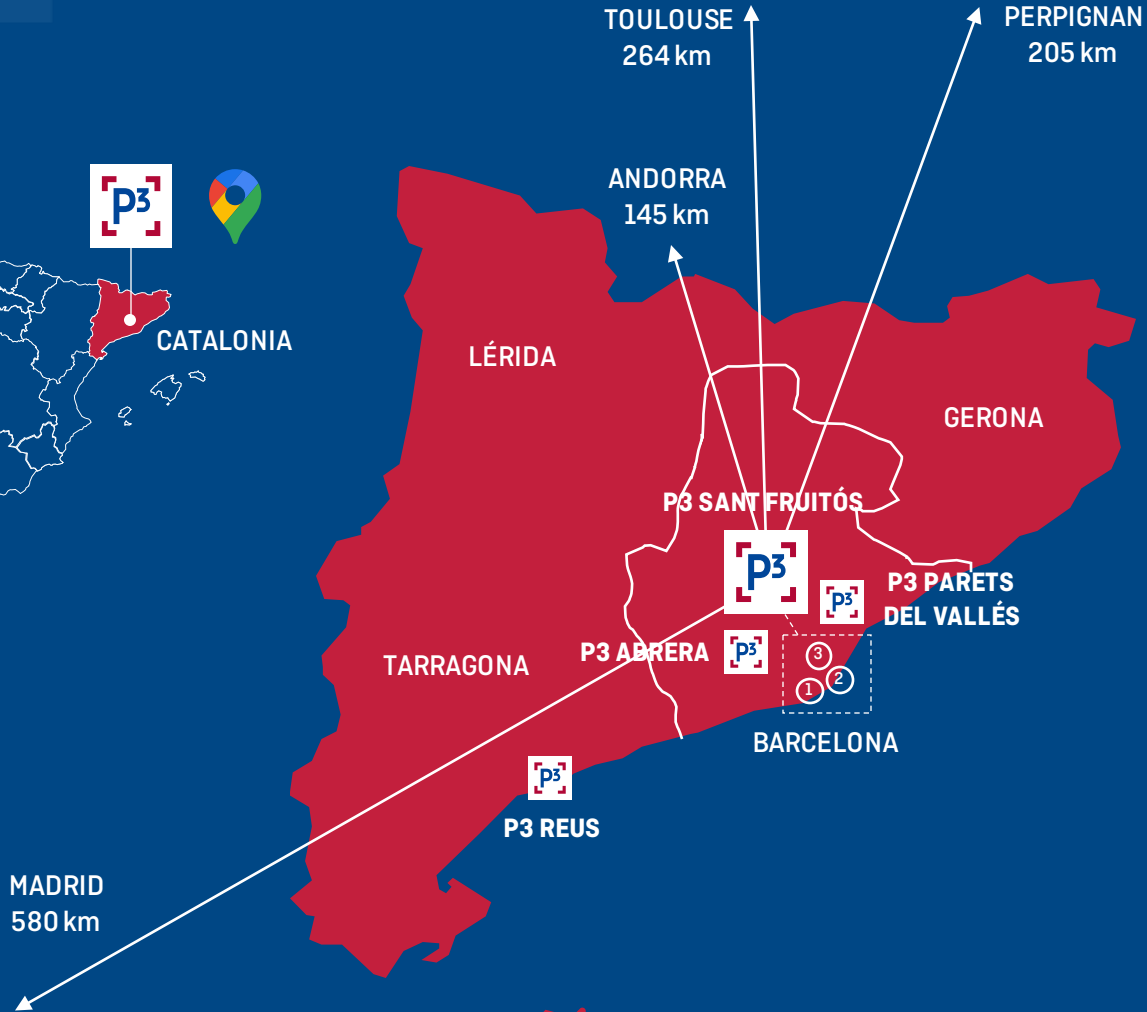 TOULOUSE
264 km
PERPIGNAN
205 km
ANDORRA
145 km
P3
CATALONIA
LÉRIDA
GERONA
P3 SANT FRUITÓS
P3
P3
P3 PARETS
DEL VALLÉS
P3 ABRERA
P3
3
2
1
TARRAGONA
BARCELONA
P3
P3 REUS
MADRID
580 km